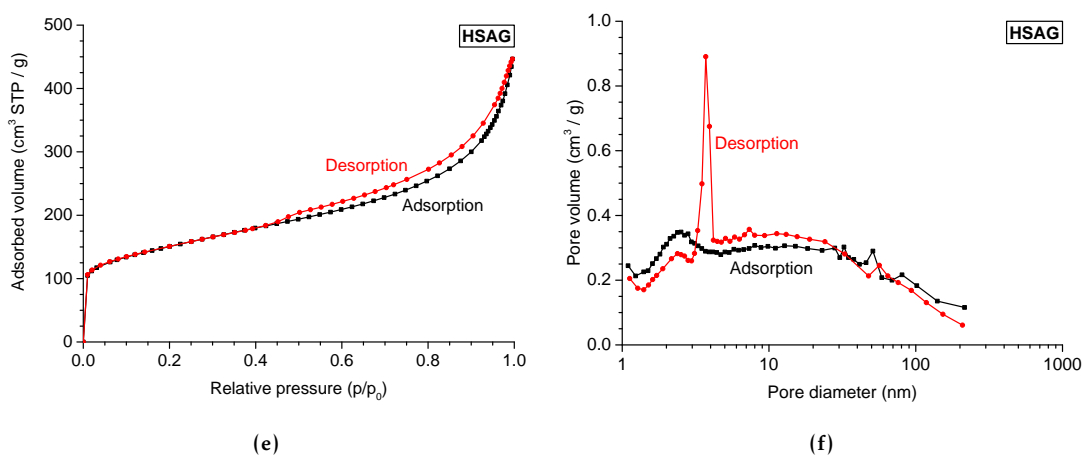 HSAG
Adsorbed volume (cm³ STP / g)
500
400
300
200
100
0
Desorption
Adsorption
0.0 0.2 0.4 0.6 0.8 1.0
Relative pressure (p/p₀)
(e)
HSAG
Pore volume (cm³ / g)
1.0
0.8
0.6
0.4
0.2
0.0
Desorption
Adsorption
1 10 100 1000
Pore diameter (nm)
(f)